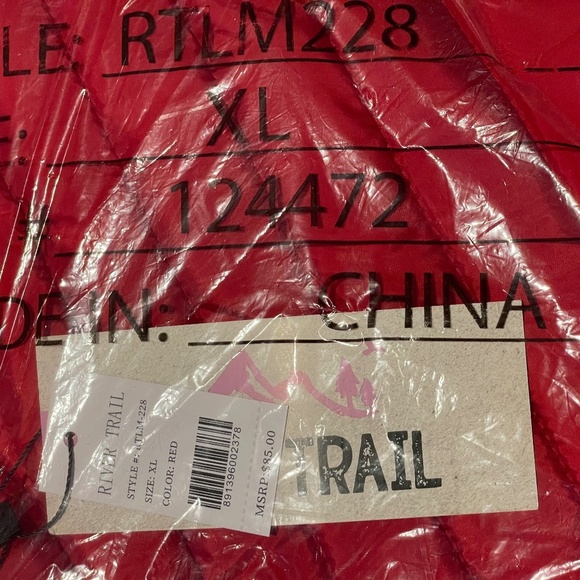 LE: RTLM228
E: XL
#: 124472
DE IN: CHINA
TRAIL
RIVER TRAIL
STYLE #: RTLM-228
SIZE: XL
COLOR: RED
891396002378
MSRP: $85.00